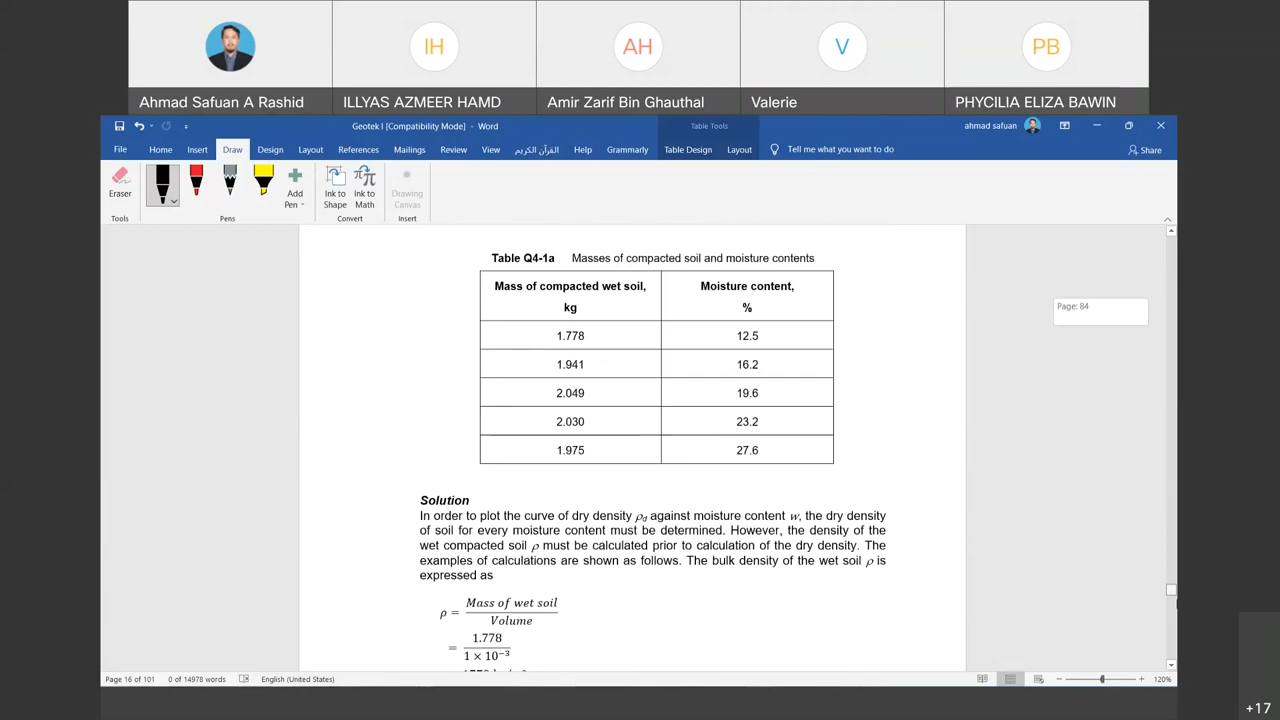 IH
AH
V
PB
Ahmad Safuan A Rashid
ILLYAS AZMEER HAMD
Amir Zarif Bin Ghauthal
Valerie
PHYCILIA ELIZA BAWIN
Geotek I [Compatibility Mode] - Word
Table Tools
ahmad safuan
File
Home
Insert
Draw
Design
Layout
References
Mailings
Review
View
القرآن الكريم
Help
Grammarly
Table Design
Layout
Tell me what you want to do
Share
Eraser
Add
Pen
Ink to
Shape
Ink to
Math
Drawing
Canvas
Tools
Pens
Convert
Insert
Table Q4-1a Masses of compacted soil and moisture contents
Mass of compacted wet soil,
kg
Moisture content,
%
1.778 12.5
1.941 16.2
2.049 19.6
2.030 23.2
1.975 27.6
Page: 84
Solution
In order to plot the curve of dry density ρd against moisture content w, the dry density
of soil for every moisture content must be determined. However, the density of the
wet compacted soil ρ must be calculated prior to calculation of the dry density. The
examples of calculations are shown as follows. The bulk density of the wet soil ρ is
expressed as
ρ = Mass of wet soil
Volume
= 1.778
1 × 10⁻³
Page 16 of 101
0 of 14978 words
English (United States)
120%
+17